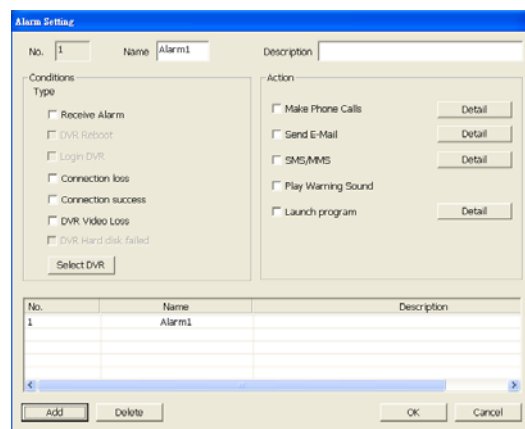 Alarm Setting
No. 1 Name Alarm1 Description
Conditions
Type
Receive Alarm
DVR Reboot
Login DVR
Connection loss
Connection success
DVR Video Loss
DVR Hard disk failed
Select DVR
Action
Make Phone Calls Detail
Send E-Mail Detail
SMS/MMS Detail
Play Warning Sound
Launch program Detail
No. Name Description
1 Alarm1
Add Delete OK Cancel